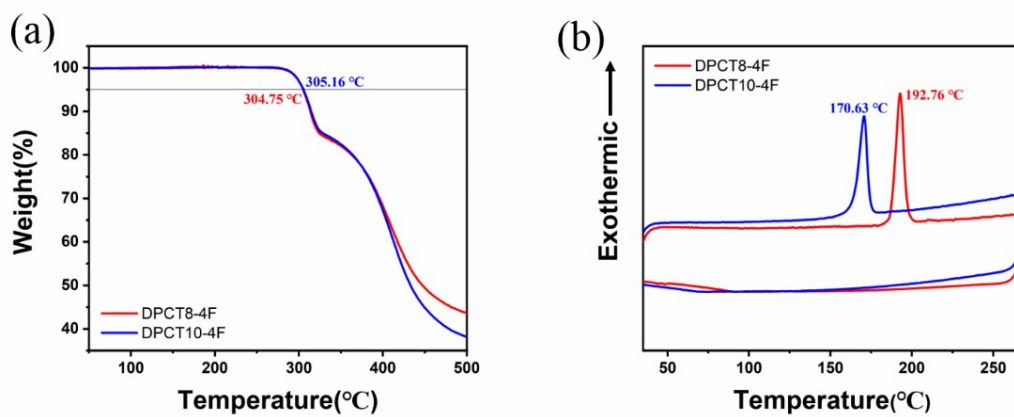 (a)
100
90
80
70
60
50
40
Weight(%)
305.16 °C
304.75 °C
DPCT8-4F
DPCT10-4F
100
200
300
400
500
Temperature(°C)
(b)
Exothermic
DPCT8-4F
DPCT10-4F
170.63 °C
192.76 °C
50
100
150
200
250
Temperature(°C)